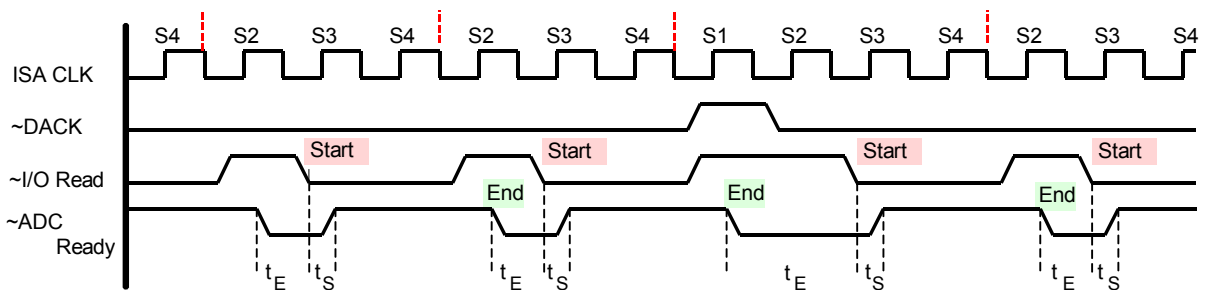 S4 S2 S3 S4 S2 S3 S4 S1 S2 S3 S4 S2 S3 S4
ISA CLK
~DACK
Start Start Start Start
~I/O Read
End End End
~ADC
Ready
tE tS tE tS tE tS tE tS